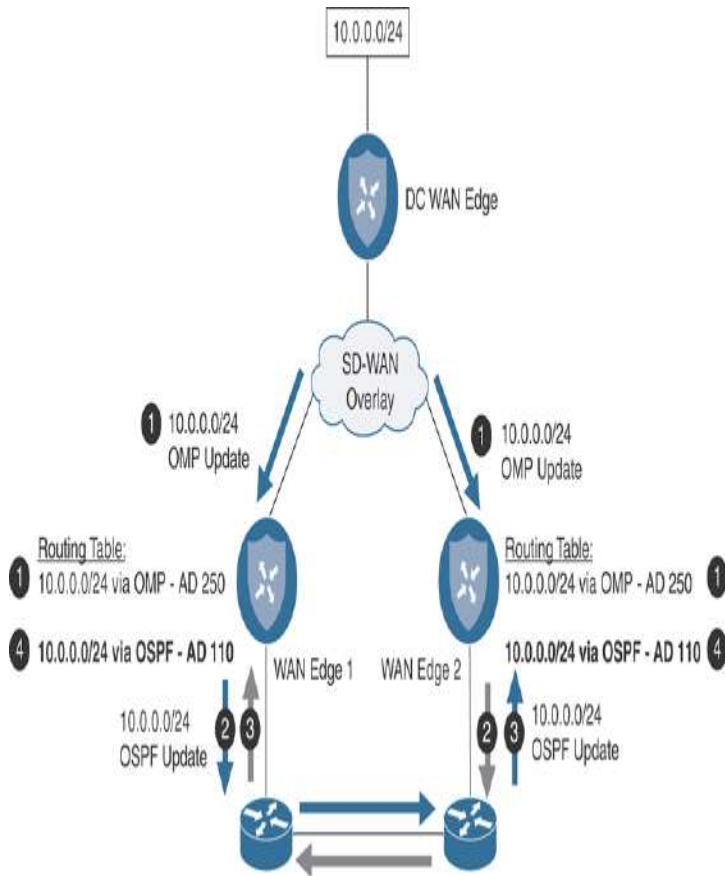 10.0.0.0/24
DC WAN Edge
SD-WAN
Overlay
1 10.0.0.0/24
OMP Update
1 10.0.0.0/24
OMP Update
Routing Table:
1 10.0.0.0/24 via OMP - AD 250
4 10.0.0.0/24 via OSPF - AD 110
Routing Table:
10.0.0.0/24 via OMP - AD 250 1
10.0.0.0/24 via OSPF - AD 110 4
WAN Edge 1
WAN Edge 2
10.0.0.0/24
OSPF Update
2 3
2 3
10.0.0.0/24
OSPF Update